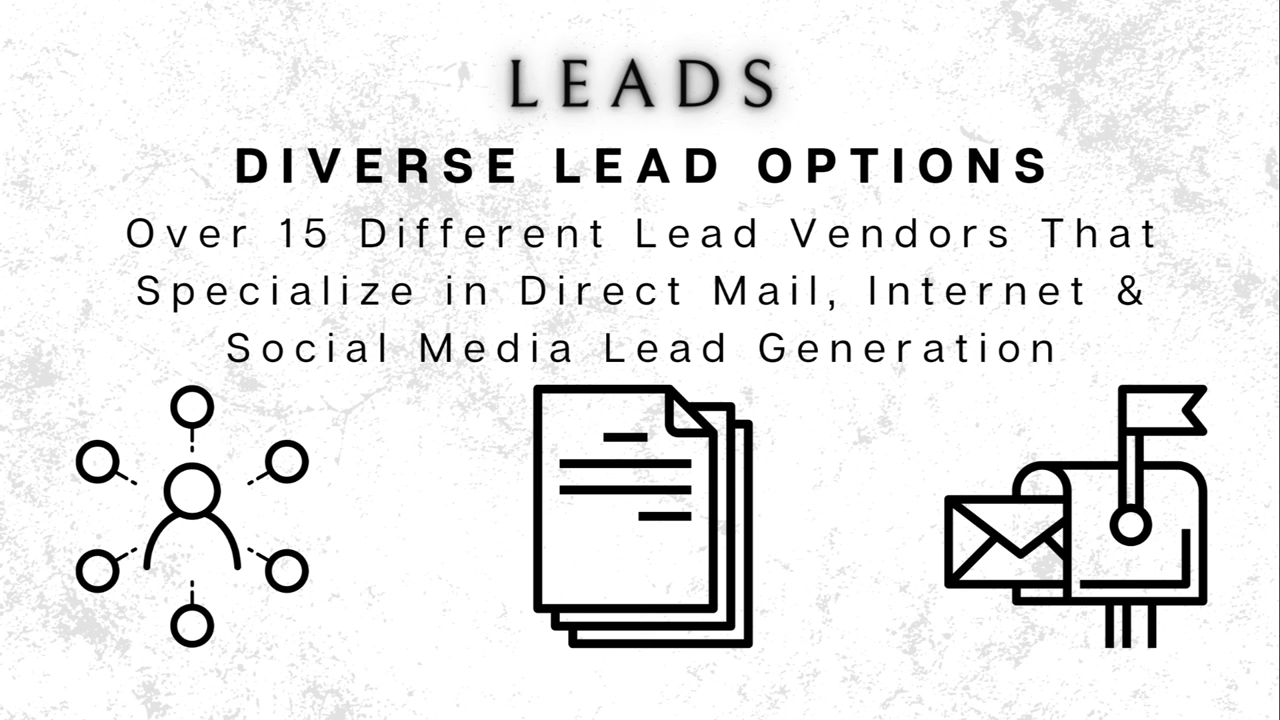 LEADS
DIVERSE LEAD OPTIONS
Over 15 Different Lead Vendors That
Specialize in Direct Mail, Internet &
Social Media Lead Generation